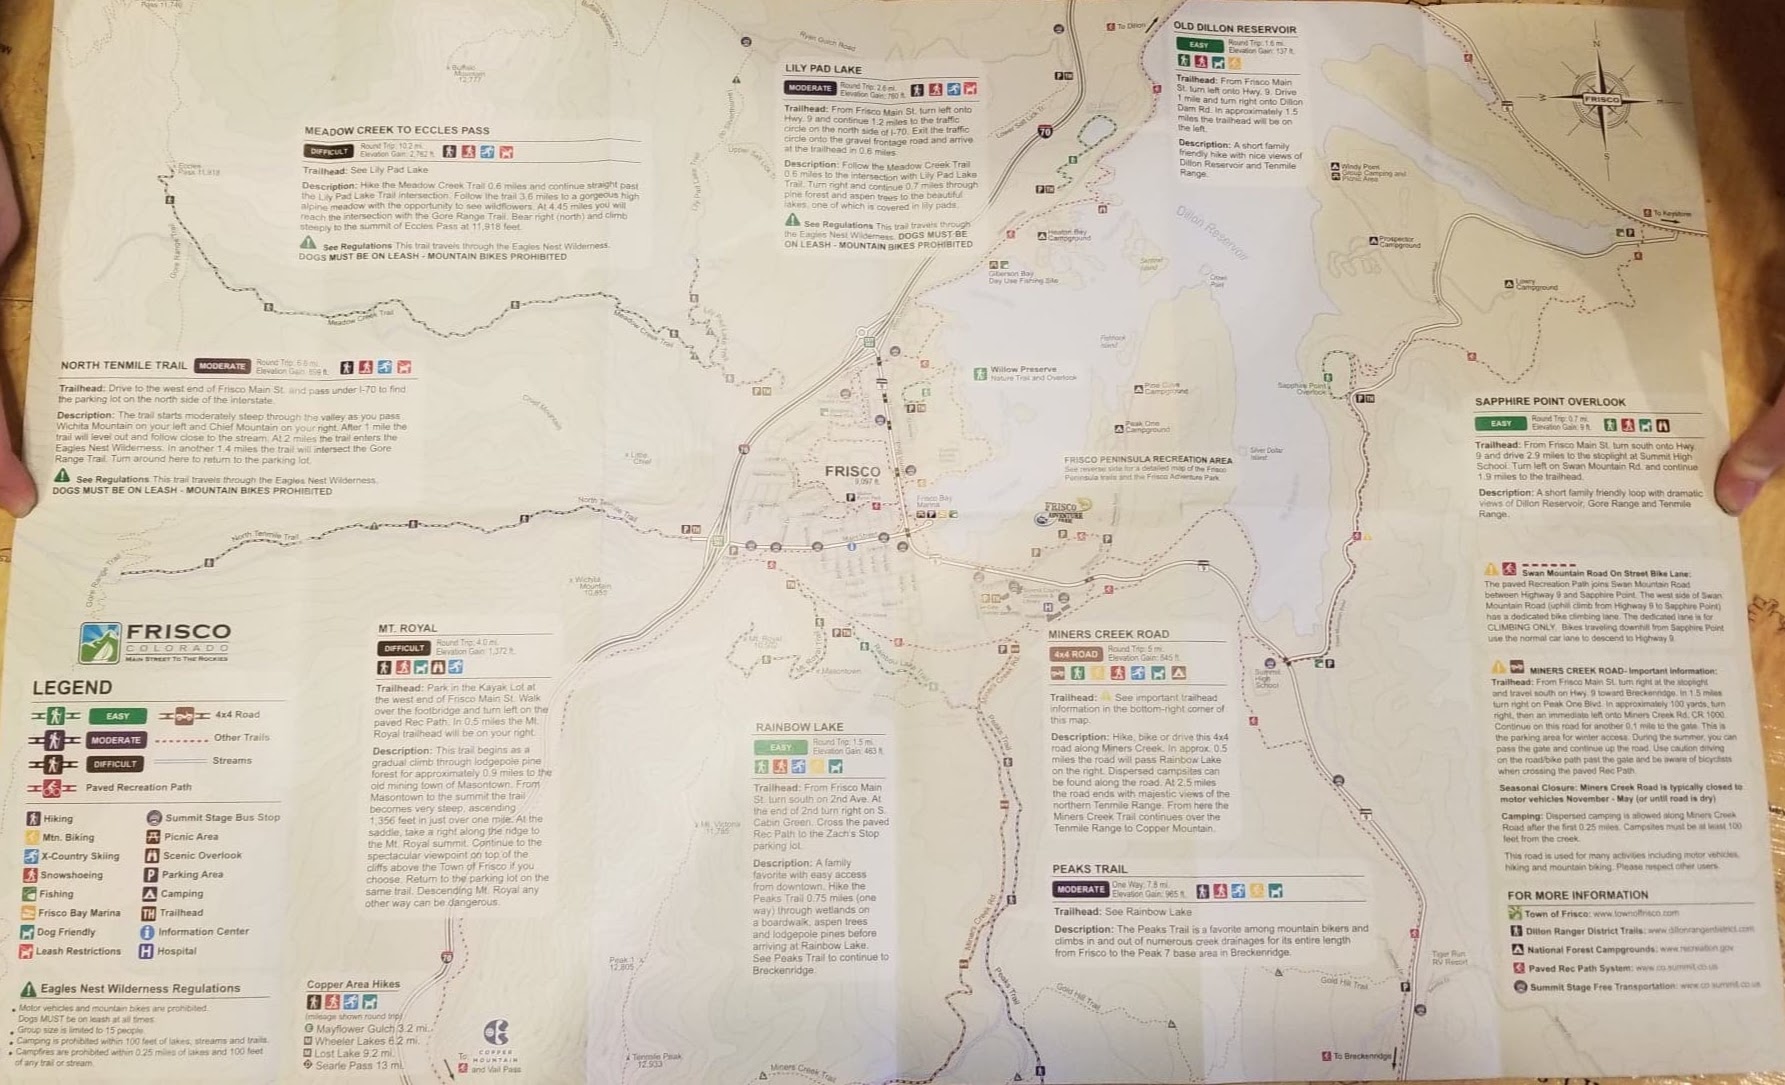 MEADOW CREEK TO ECCLES PASS
DIFFICULT
Round Trip: 10.2 mi.
Elevation Gain: 2,782 ft.
Trailhead: See Lily Pad Lake
Description: Hike the Meadow Creek Trail 0.6 miles and continue straight past
the Lily Pad Lake Trail intersection. Follow the trail 3.6 miles to a gorgeous high
alpine meadow with the opportunity to see wildflowers. At 4.45 miles you will
reach the intersection with the Gore Range Trail. Bear right (north) and climb
steeply to the summit of Eccles Pass at 11,918 feet.
See Regulations This trail travels through the Eagles Nest Wilderness.
DOGS MUST BE ON LEASH - MOUNTAIN BIKES PROHIBITED
LILY PAD LAKE
MODERATE
Round Trip: 2.6 mi.
Elevation Gain: 760 ft.
Trailhead: From Frisco Main St. turn left onto
Hwy. 9 and continue 1.2 miles to the traffic
circle on the north side of I-70. Exit the traffic
circle onto the gravel frontage road and arrive
at the trailhead in 0.6 miles.
Description: Follow the Meadow Creek Trail
0.6 miles to the intersection with Lily Pad Lake
Trail. Turn right and continue 0.7 miles through
pine forest and aspen trees to the beautiful
lakes, one of which is covered in lily pads.
See Regulations This trail travels through
the Eagles Nest Wilderness. DOGS MUST BE
ON LEASH - MOUNTAIN BIKES PROHIBITED
OLD DILLON RESERVOIR
EASY
Round Trip: 1.6 mi.
Elevation Gain: 137 ft.
Trailhead: From Frisco Main
St. turn left onto Hwy. 9. Drive
1 mile and turn right onto Dillon
Dam Rd. In approximately 1.5
miles the trailhead will be on
the left.
Description: A short family
friendly hike with nice views of
Dillon Reservoir and Tenmile
Range.
NORTH TENMILE TRAIL
MODERATE
Trailhead: Drive to the west end of Frisco Main St. and pass under I-70 to find
the parking lot on the north side of the interstate.
Description: The trail starts moderately steep through the valley as you pass
Wichita Mountain on your left and Chief Mountain on your right. After 1 mile the
trail will level out and follow close to the stream. At 2 miles the trail enters the
Eagles Nest Wilderness. In another 1.4 miles the trail will intersect the Gore
Range Trail. Turn around here to return to the parking lot.
See Regulations This trail travels through the Eagles Nest Wilderness.
DOGS MUST BE ON LEASH - MOUNTAIN BIKES PROHIBITED
SAPPHIRE POINT OVERLOOK
EASY
Round Trip: 0.7 mi.
Elevation Gain: 9 ft.
Trailhead: From Frisco Main St. turn south onto Hwy.
9 and drive 2.9 miles to the stoplight at Summit High
School. Turn left on Swan Mountain Rd. and continue
1.9 miles to the trailhead.
Description: A short family friendly loop with dramatic
views of Dillon Reservoir, Gore Range and Tenmile
Range.
Swan Mountain Road On Street Bike Lane:
The paved Recreation Path joins Swan Mountain Road
between Highway 9 and Sapphire Point. The west side of Swan
Mountain Road (uphill climb from Highway 9 to Sapphire Point)
has a dedicated bike climbing lane. The dedicated lane is for
CLIMBING ONLY. Bikes traveling downhill from Sapphire Point
use the normal car lane to descend to Highway 9.
MINERS CREEK ROAD- Important Information:
Trailhead: From Frisco Main St. turn right at the stoplight
and travel south on Hwy. 9 toward Breckenridge. In 1.5 miles
turn right on Peak One Blvd. In approximately 100 yards, turn
right, then an immediate left onto Miners Creek Rd. CR 1000.
Continue on this road for another 0.1 mile to the gate. This is
the parking area for winter access. During the summer, you can
pass the gate and continue up the road. Use caution driving
on the road/bike path past the gate and be aware of bicyclists
when crossing the paved Rec Path.
Seasonal Closure: Miners Creek Road is typically closed to
motor vehicles November - May (or until road is dry)
Camping: Dispersed camping is allowed along Miners Creek
Road after the first 0.25 miles. Campsites must be at least 100
feet from the creek.
This road is used for many activities including motor vehicles,
hiking and mountain biking. Please respect other users.
FOR MORE INFORMATION
Town of Frisco: www.townoffrisco.com
Dillon Ranger District Trails: www.dillonrangerdistrict.com
National Forest Campgrounds: www.recreation.gov
Paved Rec Path System: www.co.summit.co.us
Summit Stage Free Transportation: www.co.summit.co.us
FRISCO
COLORADO
MAIN STREET TO THE ROCKIES
LEGEND
EASY
4x4 Road
MODERATE
Other Trails
DIFFICULT
Streams
Paved Recreation Path
Hiking
Summit Stage Bus Stop
Mtn. Biking
Picnic Area
X-Country Skiing
Scenic Overlook
Snowshoeing
P Parking Area
Fishing
Camping
Frisco Bay Marina
TH Trailhead
Dog Friendly
i Information Center
Leash Restrictions
H Hospital
Eagles Nest Wilderness Regulations
Motor vehicles and mountain bikes are prohibited.
Dogs MUST be on leash at all times.
Group size is limited to 15 people.
Camping is prohibited within 100 feet of lakes, streams and trails.
Campfires are prohibited within 0.25 miles of lakes and 100 feet
of any trail or stream.
MT. ROYAL
DIFFICULT
Round Trip: 4.0 mi.
Elevation Gain: 1,372 ft.
Trailhead: Park in the Kayak Lot at
the west end of Frisco Main St. Walk
over the footbridge and turn left on the
paved Rec Path. In 0.5 miles the Mt.
Royal trailhead will be on your right.
Description: This trail begins as a
gradual climb through lodgepole pine
forest for approximately 0.9 miles to the
old mining town of Masontown. From
Masontown to the summit the trail
becomes very steep, ascending
1,356 feet in just over one mile. At the
saddle, take a right along the ridge to
the Mt. Royal summit. Continue to the
spectacular viewpoint on top of the
cliffs above the Town of Frisco if you
choose. Return to the parking lot on the
same trail. Descending Mt. Royal any
other way can be dangerous.
Copper Area Hikes
(mileage shown round trip)
Mayflower Gulch 3.2 mi.
Wheeler Lakes 6.2 mi.
Lost Lake 9.2 mi.
Searle Pass 13 mi.
COPPER
MOUNTAIN
To
and Vail Pass
RAINBOW LAKE
EASY
Round Trip: 1.5 mi.
Elevation Gain: 463 ft.
Trailhead: From Frisco Main
St. turn south on 2nd Ave. At
the end of 2nd turn right on S.
Cabin Green. Cross the paved
Rec Path to the Zach's Stop
parking lot.
Description: A family
favorite with easy access
from downtown. Hike the
Peaks Trail 0.75 miles (one
way) through wetlands on
a boardwalk, aspen trees
and lodgepole pines before
arriving at Rainbow Lake.
See Peaks Trail to continue to
Breckenridge.
MINERS CREEK ROAD
4x4 ROAD
Round Trip: 5 mi.
Elevation Gain: 645 ft.
Trailhead: See important trailhead
information in the bottom-right corner of
this map.
Description: Hike, bike or drive this 4x4
road along Miners Creek. In approx. 0.5
miles the road will pass Rainbow Lake
on the right. Dispersed campsites can
be found along the road. At 2.5 miles
the road ends with majestic views of the
northern Tenmile Range. From here the
Miners Creek Trail continues over the
Tenmile Range to Copper Mountain.
PEAKS TRAIL
MODERATE
One Way: 7.8 mi.
Elevation Gain: 965 ft.
Trailhead: See Rainbow Lake
Description: The Peaks Trail is a favorite among mountain bikers and
climbs in and out of numerous creek drainages for its entire length
from Frisco to the Peak 7 base area in Breckenridge.
FRISCO PENINSULA RECREATION AREA
See reverse side for a detailed map of the Frisco
Peninsula trails and the Frisco Adventure Park
FRISCO
9,097 ft.
FRISCO
ADVENTURE
PARK
Frisco Bay
Marina
Willow Preserve
Nature Trail and Overlook
Dillon Reservoir
Heaton Bay
Campground
Giberson Bay
Day Use Fishing Site
Windy Point
Group Camping and
Picnic Area
Prospector
Campground
Lowry
Campground
Pine Cove
Campground
Peak One
Campground
Sapphire Point
Overlook
Silver Dollar
Island
To Dillon
To Keystone
To Breckenridge
N
W
S
FRISCO
Ryan Gulch Road
Buffalo
Mountain
12,777
Eccles
Pass 11,918
Gore Range Trail
Meadow Creek Trail
Meadow Creek Trail
Lily Pad Lake Trail
North Tenmile Trail
North Tenmile Trail
Gore Range Trail
Chief Mountain
Little
Chief
Wichita
Mountain
10,855
Masontown
Rainbow Lake Trail
Main Street
Peaks Trail
Peaks Trail
Miners Creek Rd.
Miners Creek Rd.
Miners Creek Trail
Gold Hill Trail
Gold Hill Trail
Mt. Victoria
11,785
Peak 1
12,805
Tenmile Peak
12,933
Summit
High
School
Tiger Run
RV Resort
70
70
70
9
9
9